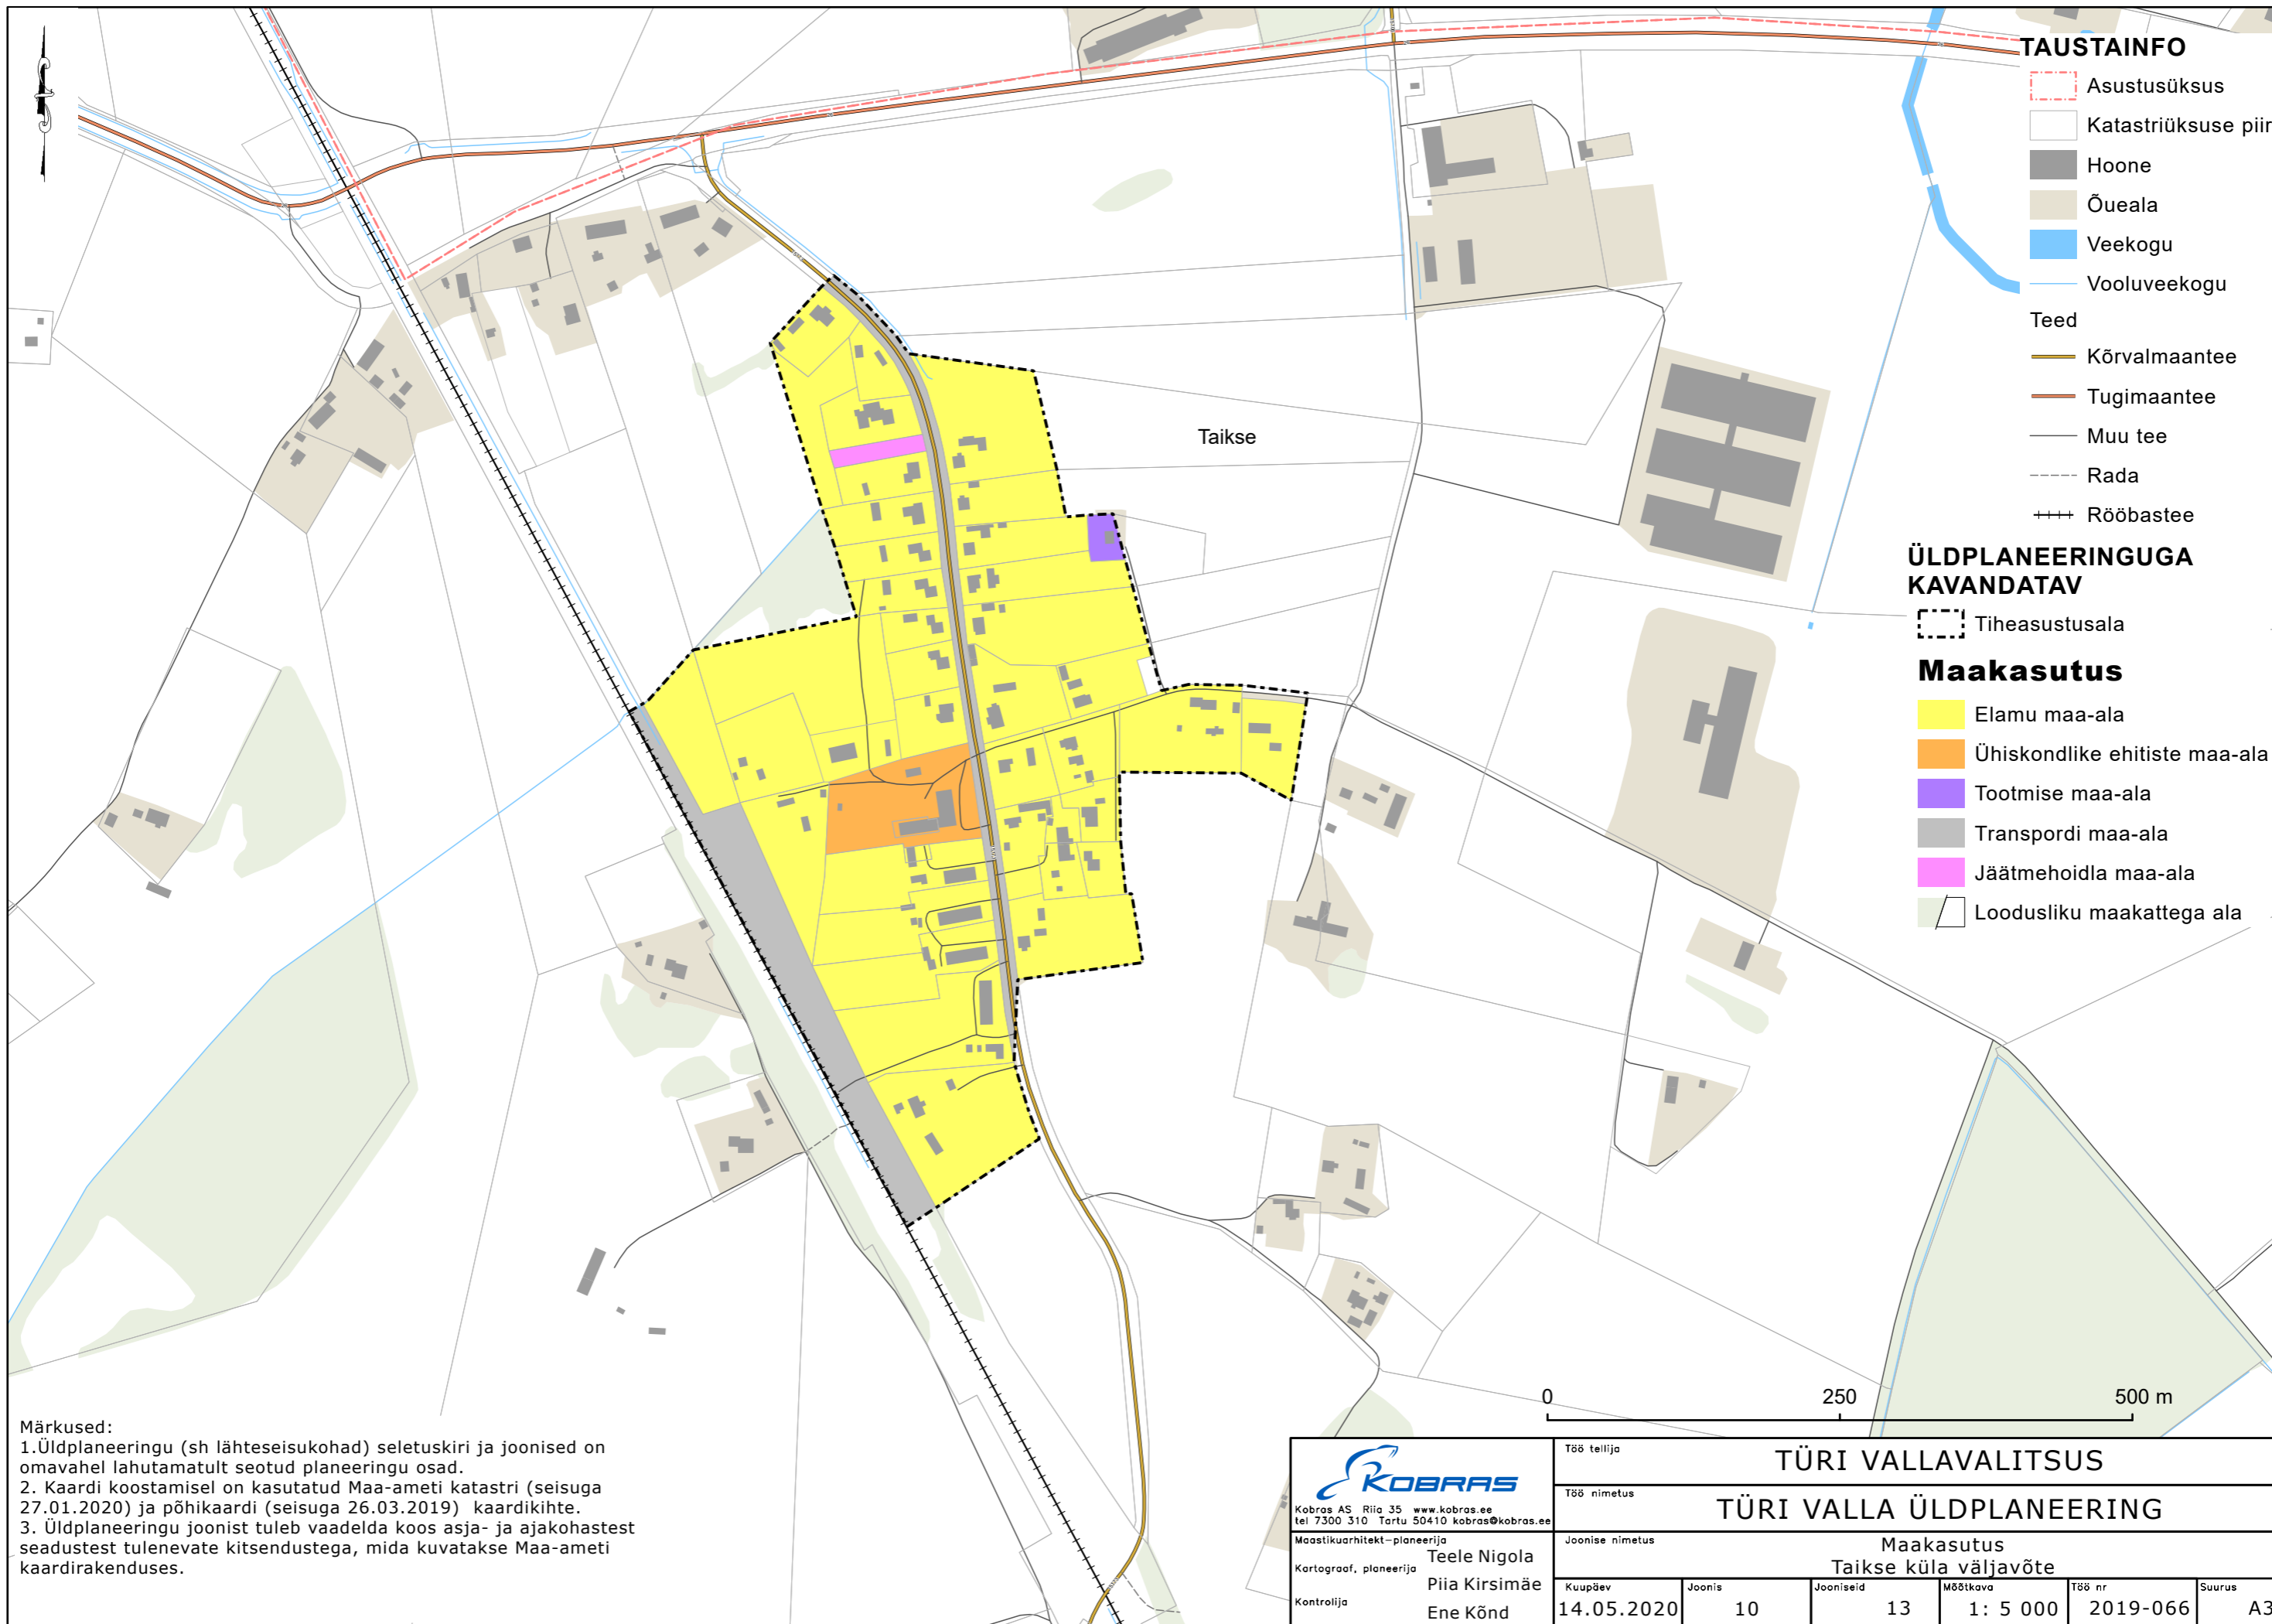 TAUSTAINFO
Asustusüksus
Katastriüksuse piir
Hoone
Õueala
Veekogu
Vooluveekogu
Teed
Kõrvalmaantee
Tugimaantee
Muu tee
Rada
Rööbastee
ÜLDPLANEERINGUGA
KAVANDATAV
Tiheasustusala
Maakasutus
Elamu maa-ala
Ühiskondlike ehitiste maa-ala
Tootmise maa-ala
Transpordi maa-ala
Jäätmehoidla maa-ala
Loodusliku maakattega ala
Taikse
0 250 500 m
Märkused:
1.Üldplaneeringu (sh lähteseisukohad) seletuskiri ja joonised on
omavahel lahutamatult seotud planeeringu osad.
2. Kaardi koostamisel on kasutatud Maa-ameti katastri (seisuga
27.01.2020) ja põhikaardi (seisuga 26.03.2019) kaardikihte.
3. Üldplaneeringu joonist tuleb vaadelda koos asja- ja ajakohastest
seadustest tulenevate kitsendustega, mida kuvatakse Maa-ameti
kaardirakenduses.
KOBRAS
Kobras AS Riia 35 www.kobras.ee
tel 7300 310 Tartu 50410 kobras@kobras.ee
Maastikuarhitekt-planeerija
Teele Nigola
Kartograaf, planeerija
Piia Kirsimäe
Kontrolija
Ene Kõnd
Töö tellija
TÜRI VALLAVALITSUS
Töö nimetus
TÜRI VALLA ÜLDPLANEERING
Joonise nimetus
Maakasutus
Taikse küla väljavõte
Kuupäev Joonis Jooniseid Mõõtkava Töö nr Suurus
14.05.2020 10 13 1: 5 000 2019-066 A3